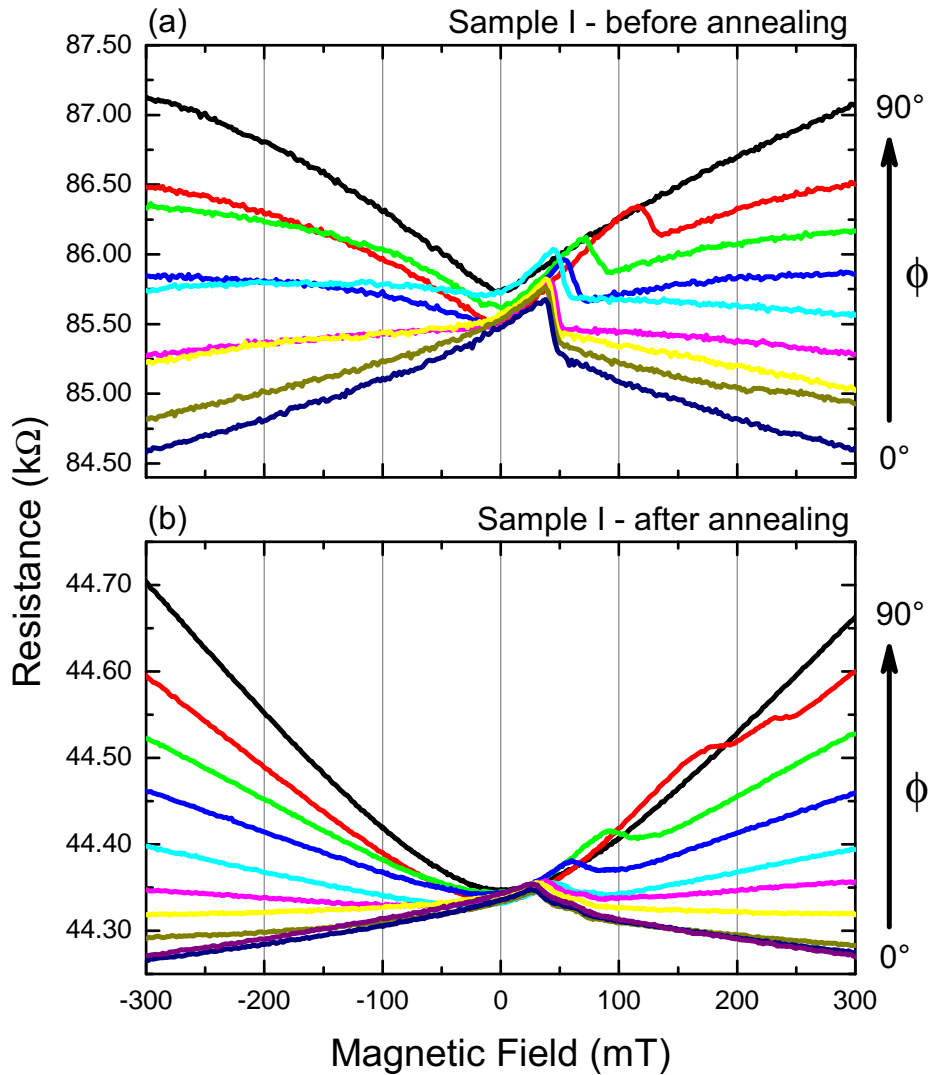 (a) Sample I - before annealing
87.50
87.00
86.50
86.00
85.50
85.00
84.50
90°
ϕ
0°
Resistance (kΩ)
(b) Sample I - after annealing
44.70
44.60
44.50
44.40
44.30
90°
ϕ
0°
-300 -200 -100 0 100 200 300
Magnetic Field (mT)